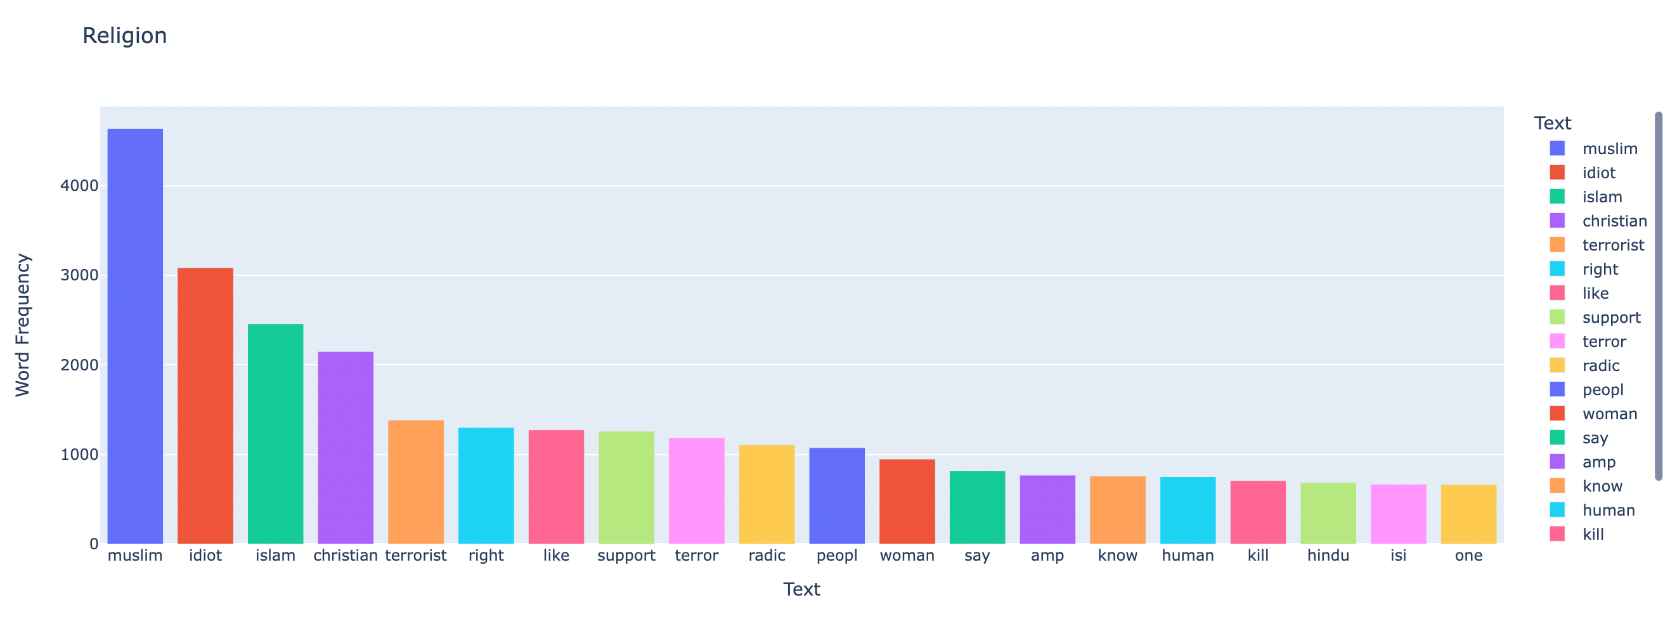 Religion
Word Frequency
4000
3000
2000
1000
0
muslim idiot islam christian terrorist right like support terror radic peopl woman say amp know human kill hindu isi one
Text
Text
muslim
idiot
islam
christian
terrorist
right
like
support
terror
radic
peopl
woman
say
amp
know
human
kill